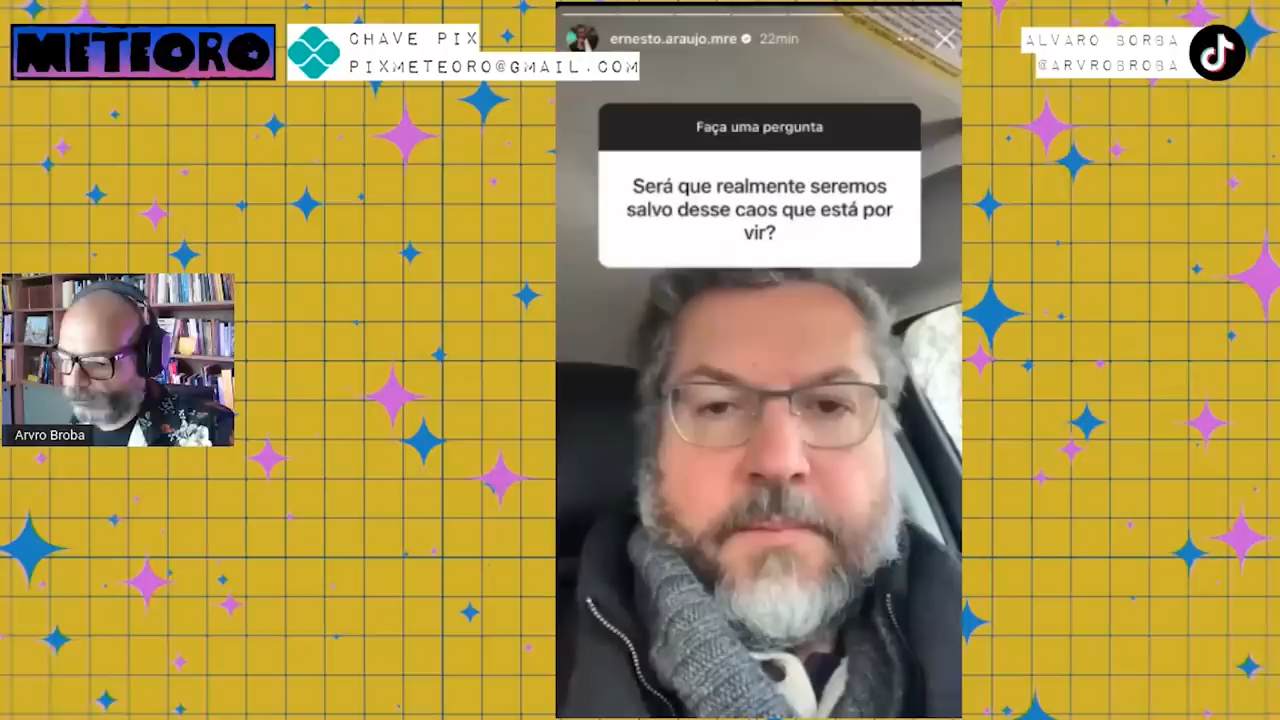 METEORO
CHAVE PIX
PIXMETEORO@GMAIL.COM
ernesto.araujo.mre 22min
ALVARO BORBA
@ARVROBROBA
Faça uma pergunta
Será que realmente seremos
salvo desse caos que está por
vir?
Arvro Broba